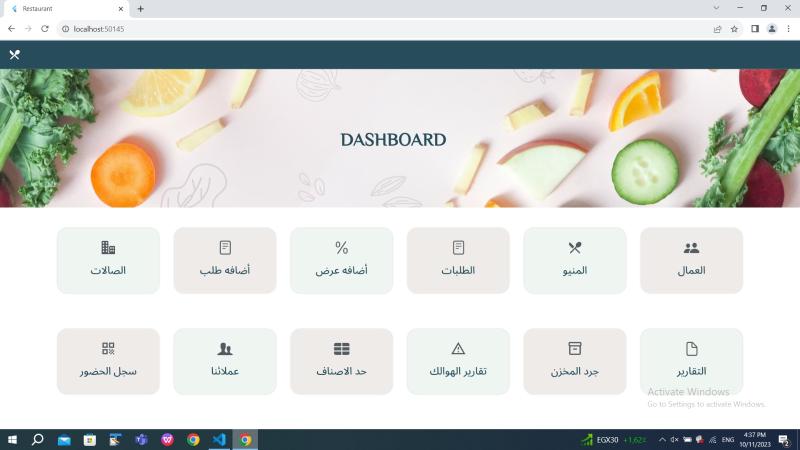 Restaurant
localhost:50145
DASHBOARD
العمال
المنيو
الطلبات
أضافه عرض
أضافه طلب
الصالات
التقارير
جرد المخزن
تقارير الهوالك
حد الاصناف
عملائنا
سجل الحضور
Activate Windows
Go to Settings to activate Windows.
EGX30 +1,62%
ENG
4:37 PM
10/11/2023
2